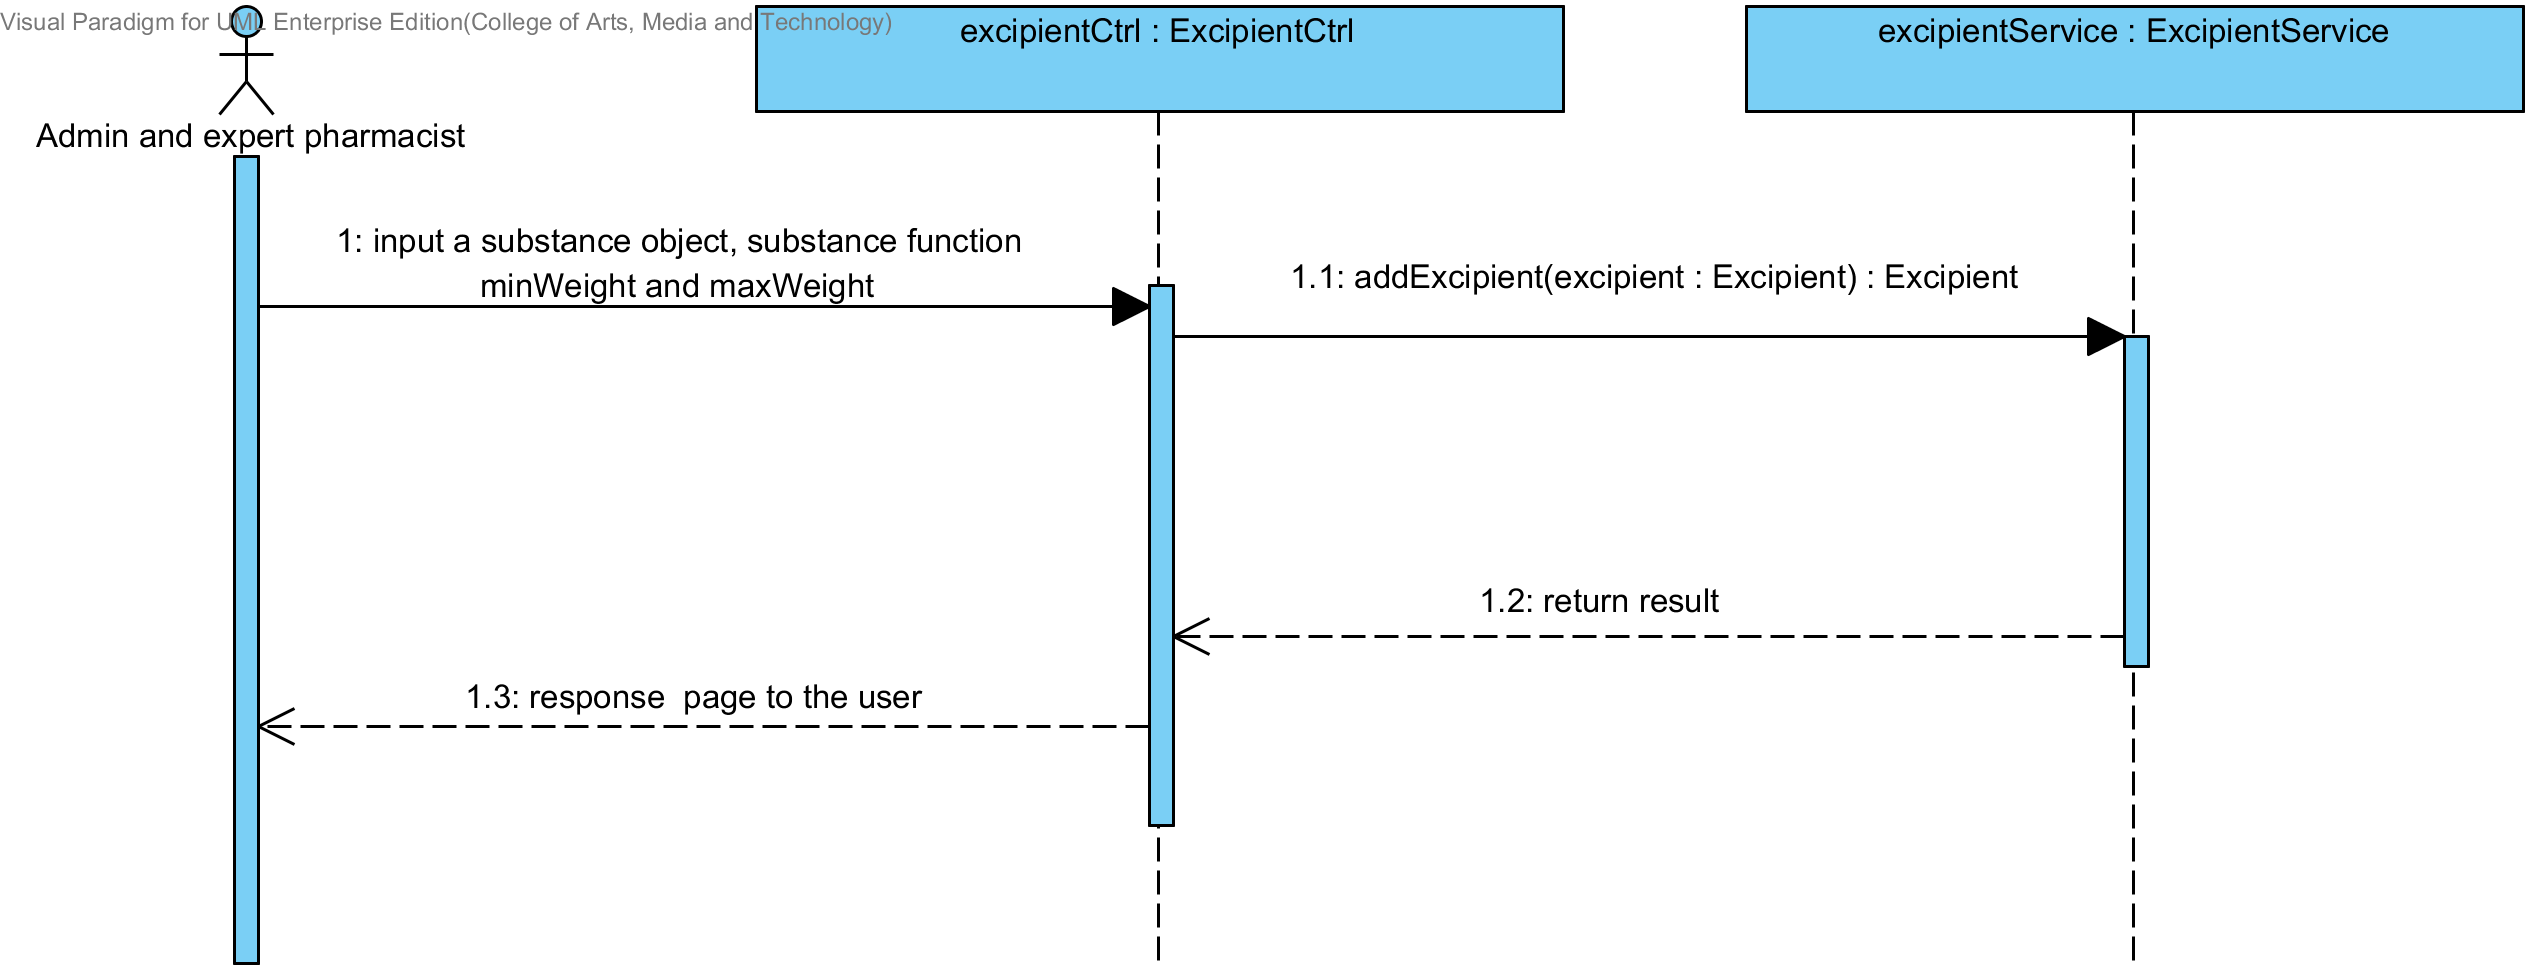 Visual Paradigm for UML Enterprise Edition(College of Arts, Media and Technology)
excipientCtrl : ExcipientCtrl
excipientService : ExcipientService
Admin and expert pharmacist
1: input a substance object, substance function
minWeight and maxWeight
1.1: addExcipient(excipient : Excipient) : Excipient
1.2: return result
1.3: response  page to the user